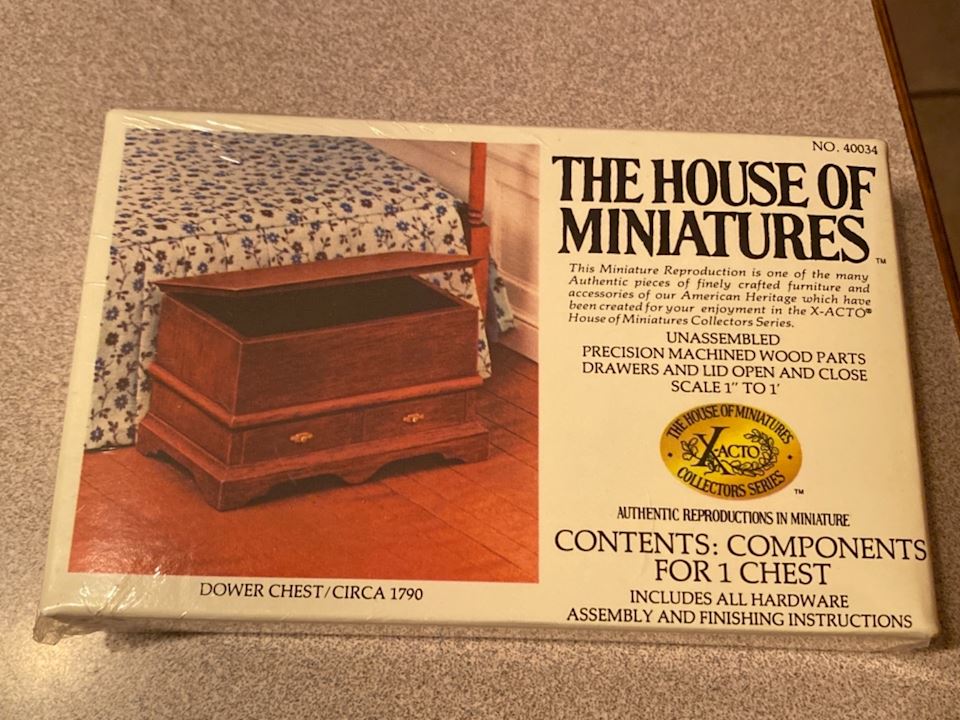 NO. 40034
THE HOUSE OF
MINIATURES™
This Miniature Reproduction is one of the many
Authentic pieces of finely crafted furniture and
accessories of our American Heritage which have
been created for your enjoyment in the X-ACTO®
House of Miniatures Collectors Series.
UNASSEMBLED
PRECISION MACHINED WOOD PARTS
DRAWERS AND LID OPEN AND CLOSE
SCALE 1" TO 1'
THE HOUSE OF MINIATURES
X-ACTO
COLLECTORS SERIES
™
AUTHENTIC REPRODUCTIONS IN MINIATURE
CONTENTS: COMPONENTS
FOR 1 CHEST
INCLUDES ALL HARDWARE
ASSEMBLY AND FINISHING INSTRUCTIONS
DOWER CHEST/CIRCA 1790